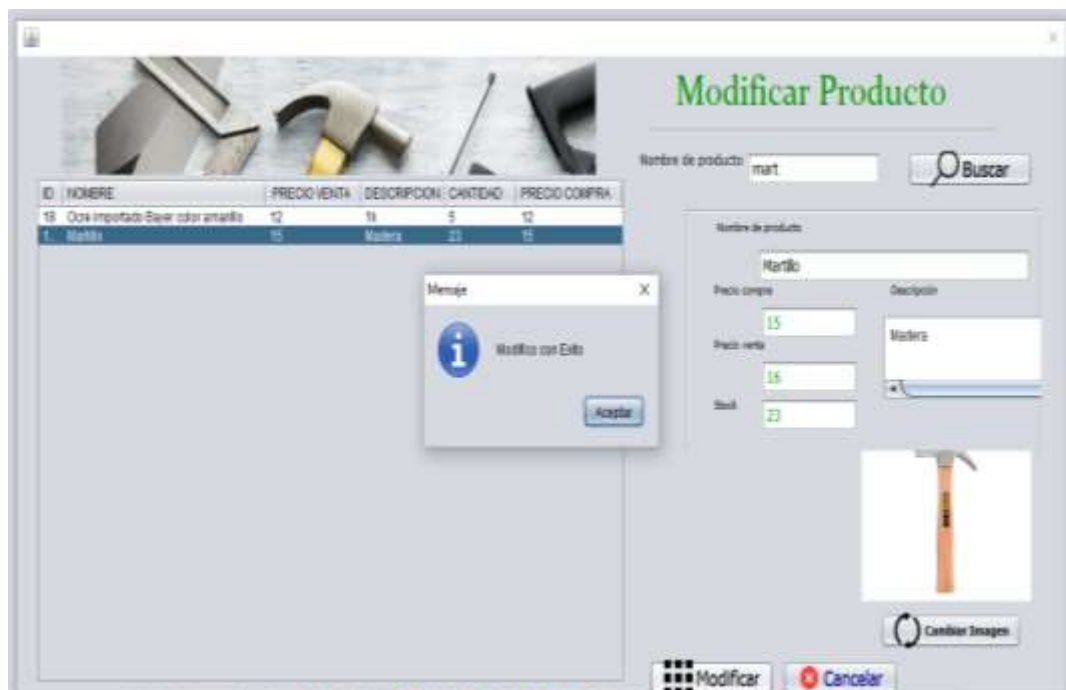 Modificar Producto
Nombre de producto
mart
Buscar
ID NOMBRE PRECIO VENTA DESCRIPCION CANTIDAD PRECIO COMPRA
18 Ocre importado Bayer color amarillo 12 1k 5 12
1... Martillo 15 Madera 23 15
Nombre de producto
Martillo
Precio compra
15
Descripción
Madera
Precio venta
16
Stock
23
Mensaje
X
Modifico con Exito
Aceptar
Cambiar Imagen
Modificar
Cancelar